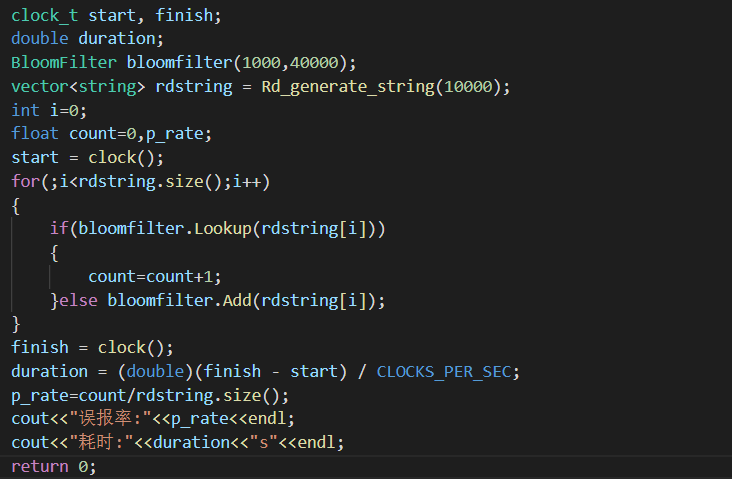 clock_t start, finish;
double duration;
BloomFilter bloomfilter(1000,40000);
vector<string> rdstring = Rd_generate_string(10000);
int i=0;
float count=0,p_rate;
start = clock();
for(;i<rdstring.size();i++)
{
    if(bloomfilter.Lookup(rdstring[i]))
    {
        count=count+1;
    }else bloomfilter.Add(rdstring[i]);
}
finish = clock();
duration = (double)(finish - start) / CLOCKS_PER_SEC;
p_rate=count/rdstring.size();
cout<<"误报率:"<<p_rate<<endl;
cout<<"耗时:"<<duration<<"s"<<endl;
return 0;